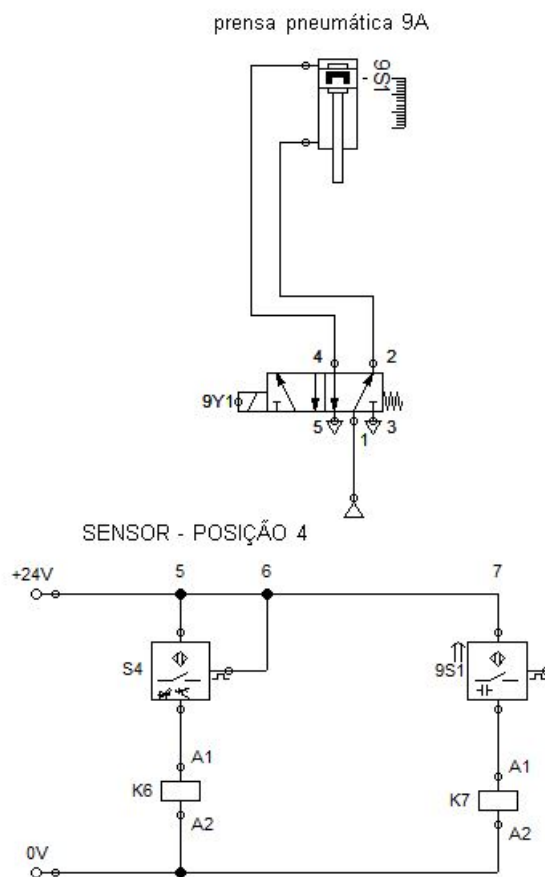 prensa pneumática 9A
9S1
4 2
9Y1
5 1 3
SENSOR - POSIÇÃO 4
+24V 5 6 7
S4 9S1
A1 A1
K6 K7
A2 A2
0V